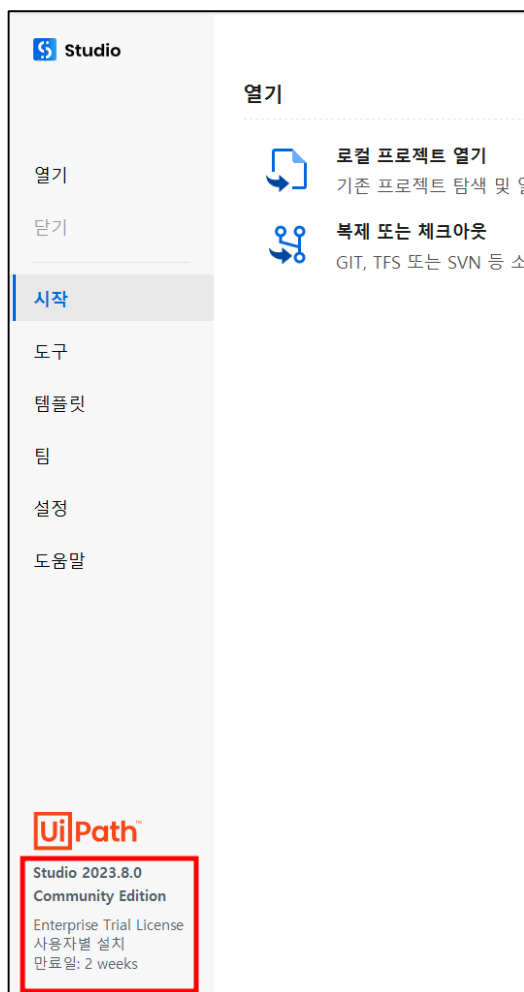 Studio
열기
닫기
시작
도구
템플릿
팀
설정
도움말
열기
로컬 프로젝트 열기
기존 프로젝트 탐색 및
복제 또는 체크아웃
GIT, TFS 또는 SVN 등
UiPath™
Studio 2023.8.0
Community Edition
Enterprise Trial License
사용자별 설치
만료일: 2 weeks